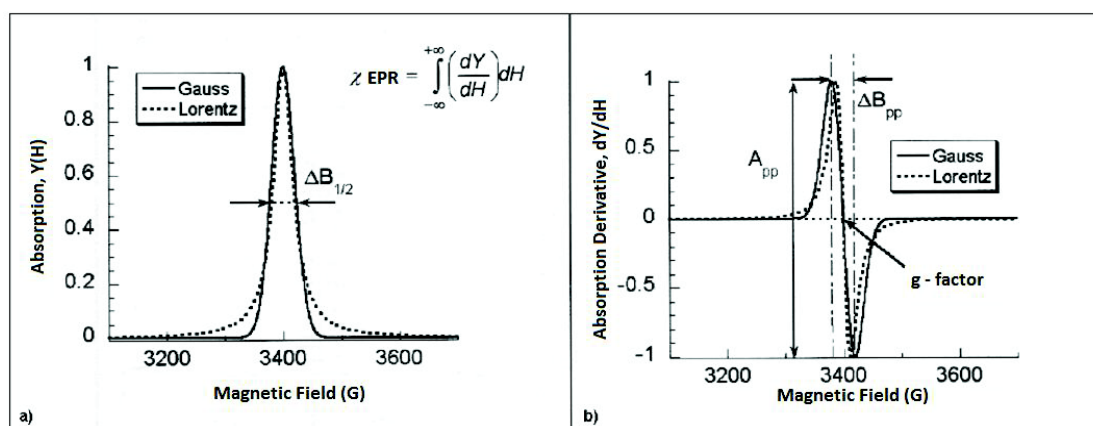 χ EPR = ∫−∞+∞ (dY/dH) dH
Gauss
Lorentz
ΔB1/2
Absorption, Y(H)
1
0.8
0.6
0.4
0.2
0
3200 3400 3600
Magnetic Field (G)
a)
ΔBpp
App
Gauss
Lorentz
g - factor
Absorption Derivative, dY/dH
1
0.5
0
-0.5
-1
3200 3400 3600
Magnetic Field (G)
b)